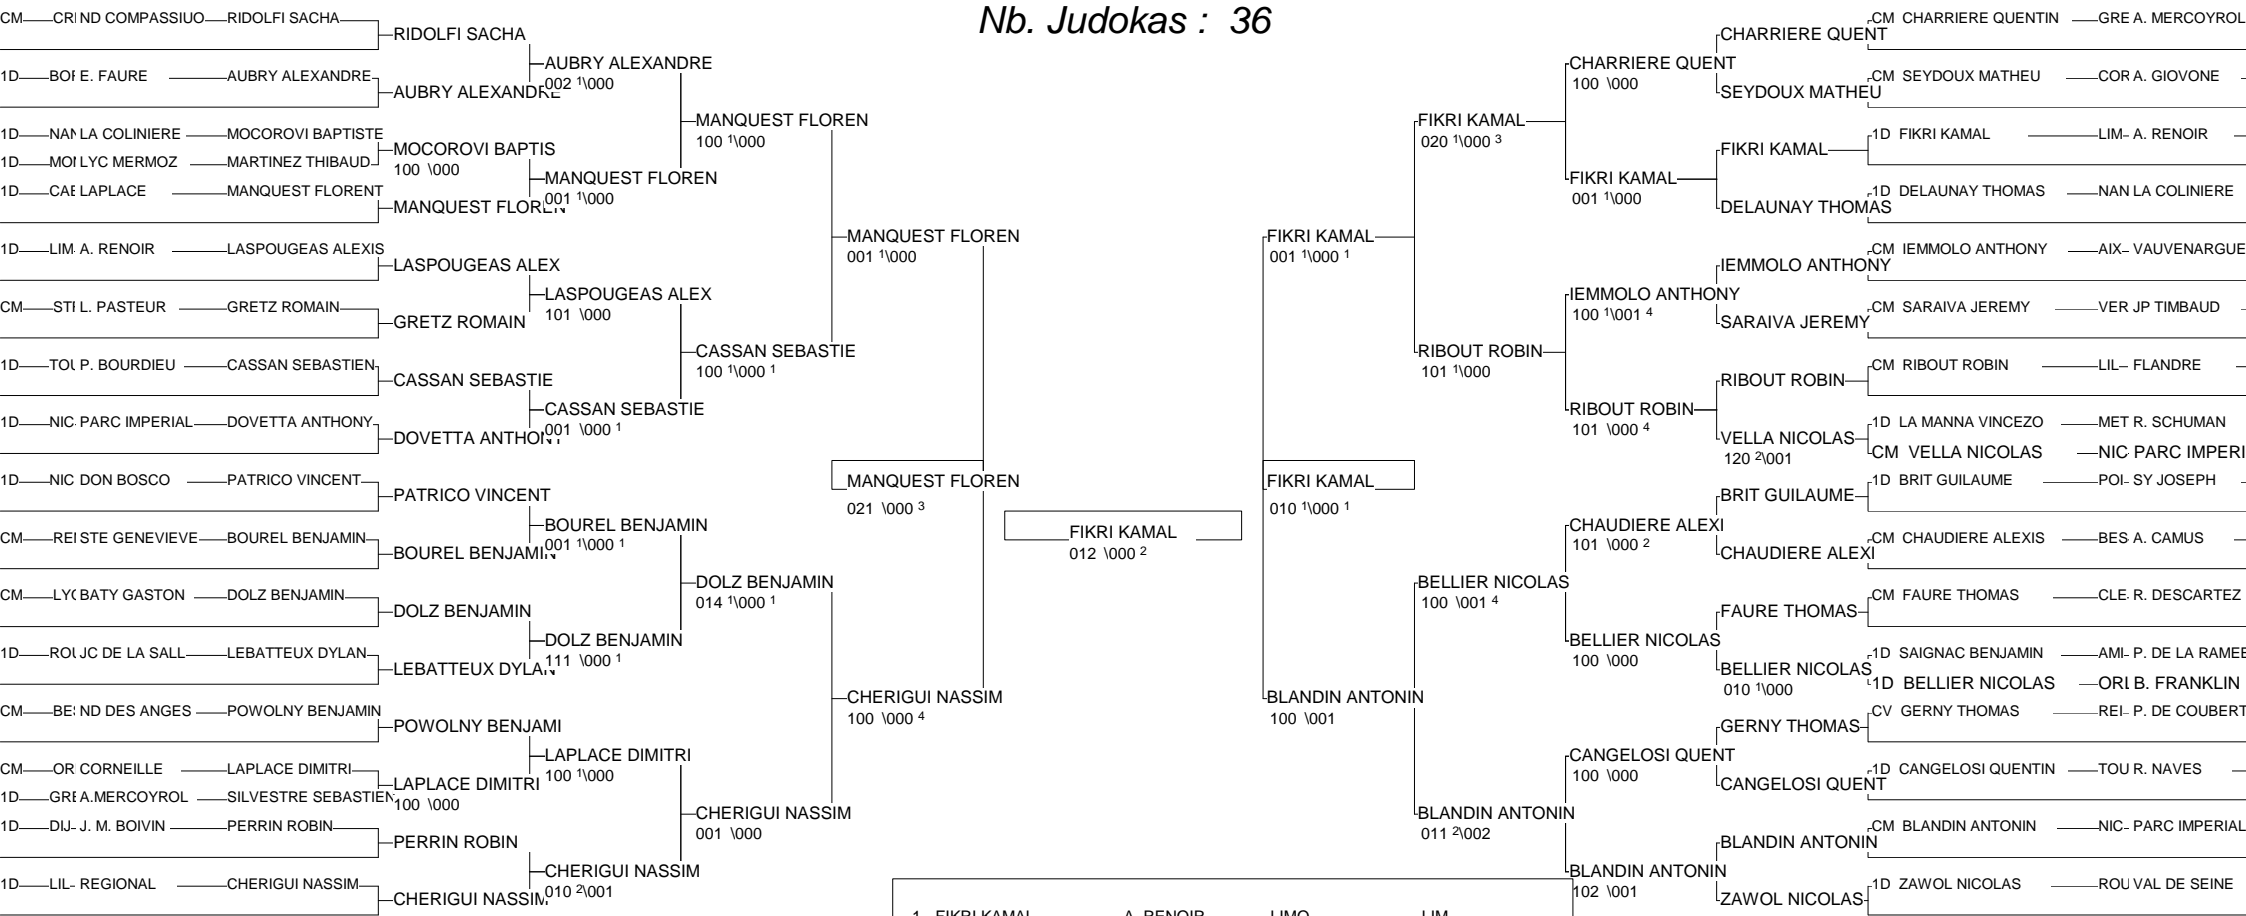 Nb. Judokas : 36
CM CRI ND COMPASSIUO RIDOLFI SACHA
1D E. FAURE AUBRY ALEXANDRE
1D LA COLINIERE MOCOROVI BAPTISTE
1D LYC MERMOZ MARTINEZ THIBAUD
1D LAPLACE MANQUEST FLORENT
1D LIM A. RENOIR LASPOUGEAS ALEXIS
CM L. PASTEUR GRETZ ROMAIN
1D P. BOURDIEU CASSAN SEBASTIEN
1D NIC PARC IMPERIAL DOVETTA ANTHONY
1D NIC DON BOSCO PATRICO VINCENT
CM STE GENEVIEVE BOUREL BENJAMIN
CM BATY GASTON DOLZ BENJAMIN
1D JC DE LA SALL LEBATTEUX DYLAN
CM ND DES ANGES POWOLNY BENJAMIN
CM OR CORNEILLE LAPLACE DIMITRI
1D A.MERCOYROL SILVESTRE SEBASTIEN
1D DIJ- J. M. BOIVIN PERRIN ROBIN
1D LIL- REGIONAL CHERIGUI NASSIM
RIDOLFI SACHA
AUBRY ALEXANDRE
MOCOROVI BAPTIS
100 \000
MANQUEST FLOREN
LASPOUGEAS ALEX
GRETZ ROMAIN
CASSAN SEBASTIE
DOVETTA ANTHONY
PATRICO VINCENT
BOUREL BENJAMIN
DOLZ BENJAMIN
LEBATTEUX DYLAN
POWOLNY BENJAMI
LAPLACE DIMITRI
100 \000
PERRIN ROBIN
CHERIGUI NASSIM
AUBRY ALEXANDRE
002 1\000
MANQUEST FLOREN
001 1\000
LASPOUGEAS ALEX
101 \000
CASSAN SEBASTIE
001 \000 1
BOUREL BENJAMIN
001 1\000 1
DOLZ BENJAMIN
111 \000 1
LAPLACE DIMITRI
100 1\000
CHERIGUI NASSIM
010 2\001
MANQUEST FLOREN
100 1\000
CASSAN SEBASTIE
100 1\000 1
DOLZ BENJAMIN
014 1\000 1
CHERIGUI NASSIM
001 \000
MANQUEST FLOREN
001 1\000
CHERIGUI NASSIM
100 \000 4
MANQUEST FLOREN
021 \000 3
FIKRI KAMAL
012 \000 2
FIKRI KAMAL
010 1\000 1
FIKRI KAMAL
001 1\000 1
BLANDIN ANTONIN
100 \001
FIKRI KAMAL
020 1\000 3
RIBOUT ROBIN
101 1\000
BELLIER NICOLAS
100 \001 4
BLANDIN ANTONIN
011 2\002
CHARRIERE QUENT
100 \000
FIKRI KAMAL
001 1\000
IEMMOLO ANTHONY
100 1\001 4
RIBOUT ROBIN
101 \000 4
CHAUDIERE ALEXI
101 \000 2
BELLIER NICOLAS
100 \000
CANGELOSI QUENT
100 \000
BLANDIN ANTONIN
102 \001
CHARRIERE QUENT
SEYDOUX MATHEU
FIKRI KAMAL
DELAUNAY THOMAS
IEMMOLO ANTHONY
SARAIVA JEREMY
RIBOUT ROBIN
VELLA NICOLAS
120 2\001
BRIT GUILAUME
CHAUDIERE ALEXI
FAURE THOMAS
BELLIER NICOLAS
010 1\000
GERNY THOMAS
CANGELOSI QUENT
BLANDIN ANTONIN
ZAWOL NICOLAS
CM CHARRIERE QUENTIN GRE A. MERCOYROL
CM SEYDOUX MATHEU COR A. GIOVONE
1D FIKRI KAMAL LIM- A. RENOIR
1D DELAUNAY THOMAS NAN LA COLINIERE
CM IEMMOLO ANTHONY AIX- VAUVENARGUE
CM SARAIVA JEREMY VER JP TIMBAUD
CM RIBOUT ROBIN LIL- FLANDRE
1D LA MANNA VINCEZO MET R. SCHUMAN
CM VELLA NICOLAS NIC PARC IMPERI
1D BRIT GUILAUME POI- SY JOSEPH
CM CHAUDIERE ALEXIS BES A. CAMUS
CM FAURE THOMAS CLE- R. DESCARTEZ
1D SAIGNAC BENJAMIN AMI- P. DE LA RAMEE
1D BELLIER NICOLAS ORL B. FRANKLIN
CV GERNY THOMAS REI- P. DE COUBERT
1D CANGELOSI QUENTIN TOU R. NAVES
CM BLANDIN ANTONIN NIC- PARC IMPERIAL
1D ZAWOL NICOLAS ROU VAL DE SEINE
1 FIKRI KAMAL A. RENOIR LIMO LIM